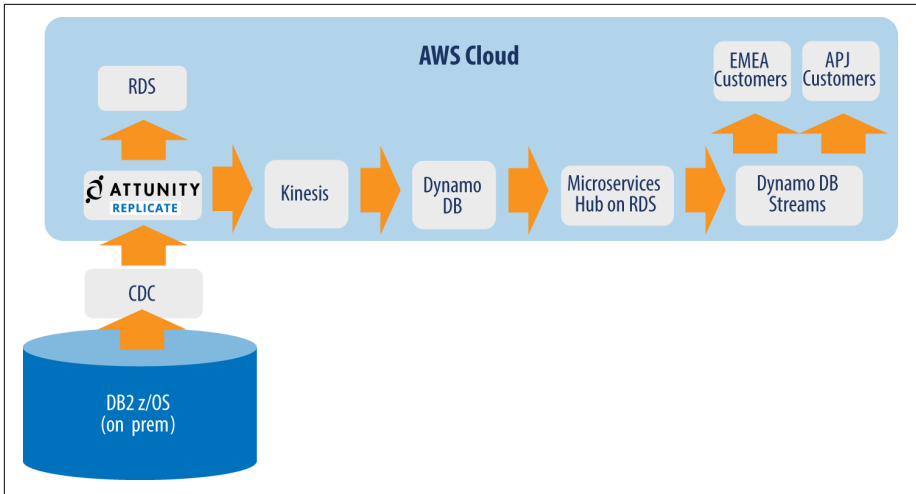 AWS Cloud
RDS
EMEA
Customers
APJ
Customers
ATTUNITY
REPLICATE
Kinesis
Dynamo
DB
Microservices
Hub on RDS
Dynamo DB
Streams
CDC
DB2 z/OS
(on prem)